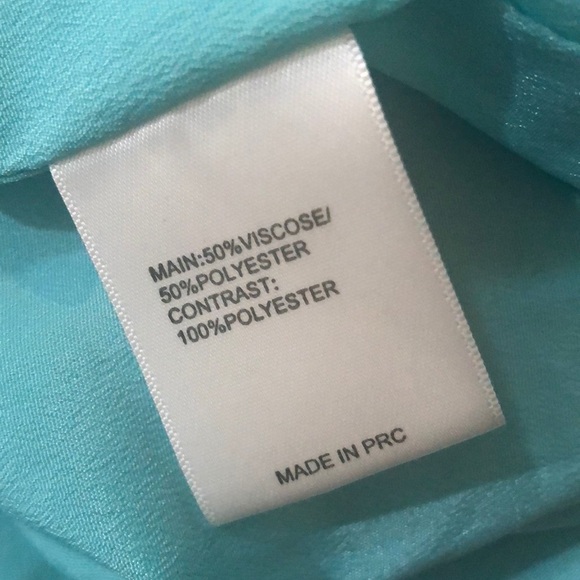 MAIN:50%VISCOSE/
50%POLYESTER
CONTRAST:
100%POLYESTER
MADE IN PRC